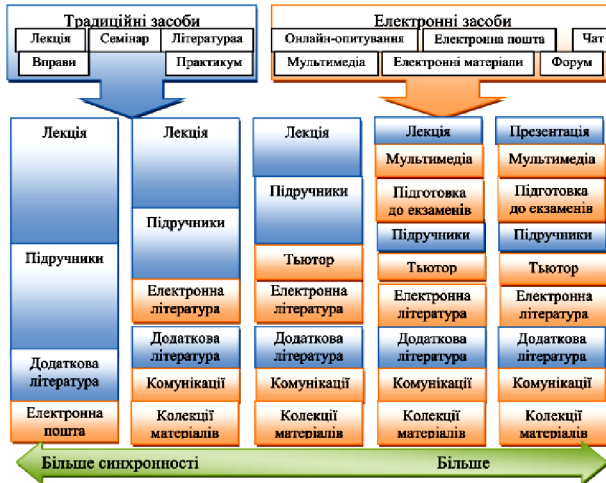 Традиційні засоби
Лекція Семінар Літератураа
Вправи Практикум
Електронні засоби
Онлайн-опитування Електронна пошта Чат
Мультимедіа Електронні матеріали Форум
Лекція
Підручники
Додаткова
література
Електронна
пошта
Лекція
Підручники
Електронна
література
Додаткова
література
Комунікації
Колекції
матеріалів
Лекція
Підручники
Тьютор
Електронна
література
Додаткова
література
Комунікації
Колекції
матеріалів
Лекція
Мультимедіа
Підготовка
до екзаменів
Підручники
Тьютор
Електронна
література
Додаткова
література
Комунікації
Колекції
матеріалів
Презентація
Мультимедіа
Підготовка
до екзаменів
Підручники
Тьютор
Електронна
література
Додаткова
література
Комунікації
Колекції
матеріалів
Більше синхронності Більше